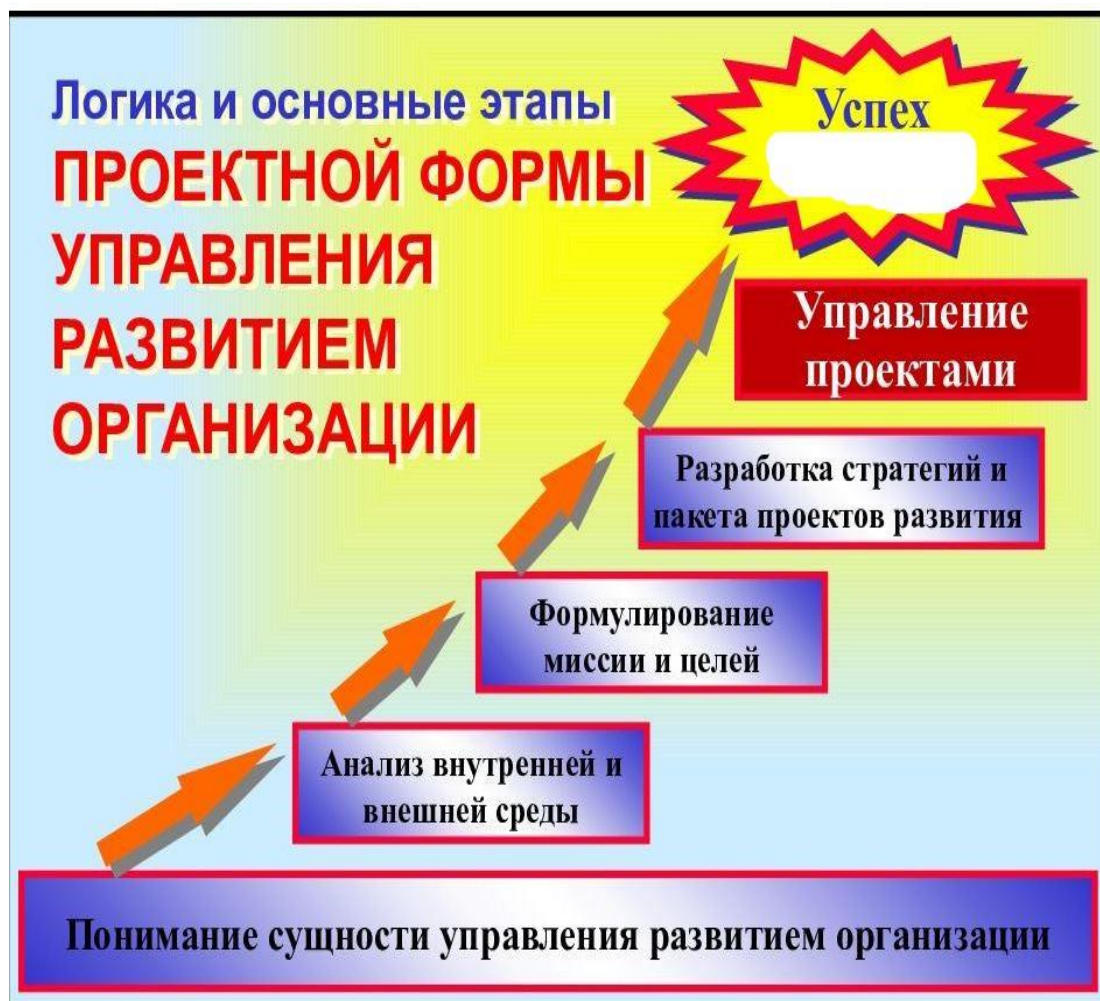 Логика и основные этапы
ПРОЕКТНОЙ ФОРМЫ
УПРАВЛЕНИЯ
РАЗВИТИЕМ
ОРГАНИЗАЦИИ
Успех
Управление
проектами
Разработка стратегий и
пакета проектов развития
Формулирование
миссии и целей
Анализ внутренней и
внешней среды
Понимание сущности управления развитием организации